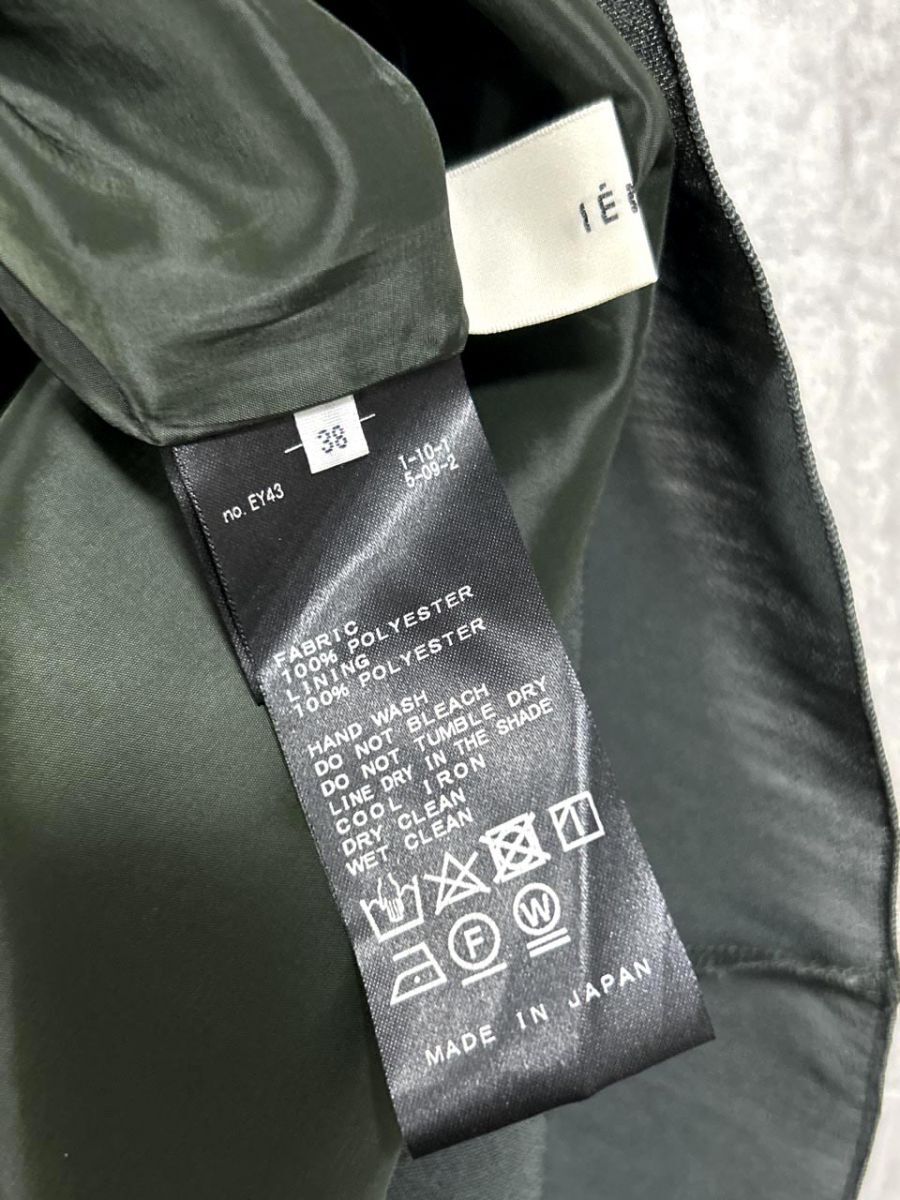 IÉ
38
no. EY43
1-10-1
5-09-2
FABRIC
100% POLYESTER
LINING
100% POLYESTER
HAND WASH
DO NOT BLEACH
DO NOT TUMBLE DRY
LINE DRY IN THE SHADE
COOL IRON
DRY CLEAN
WET CLEAN
F
W
MADE IN JAPAN